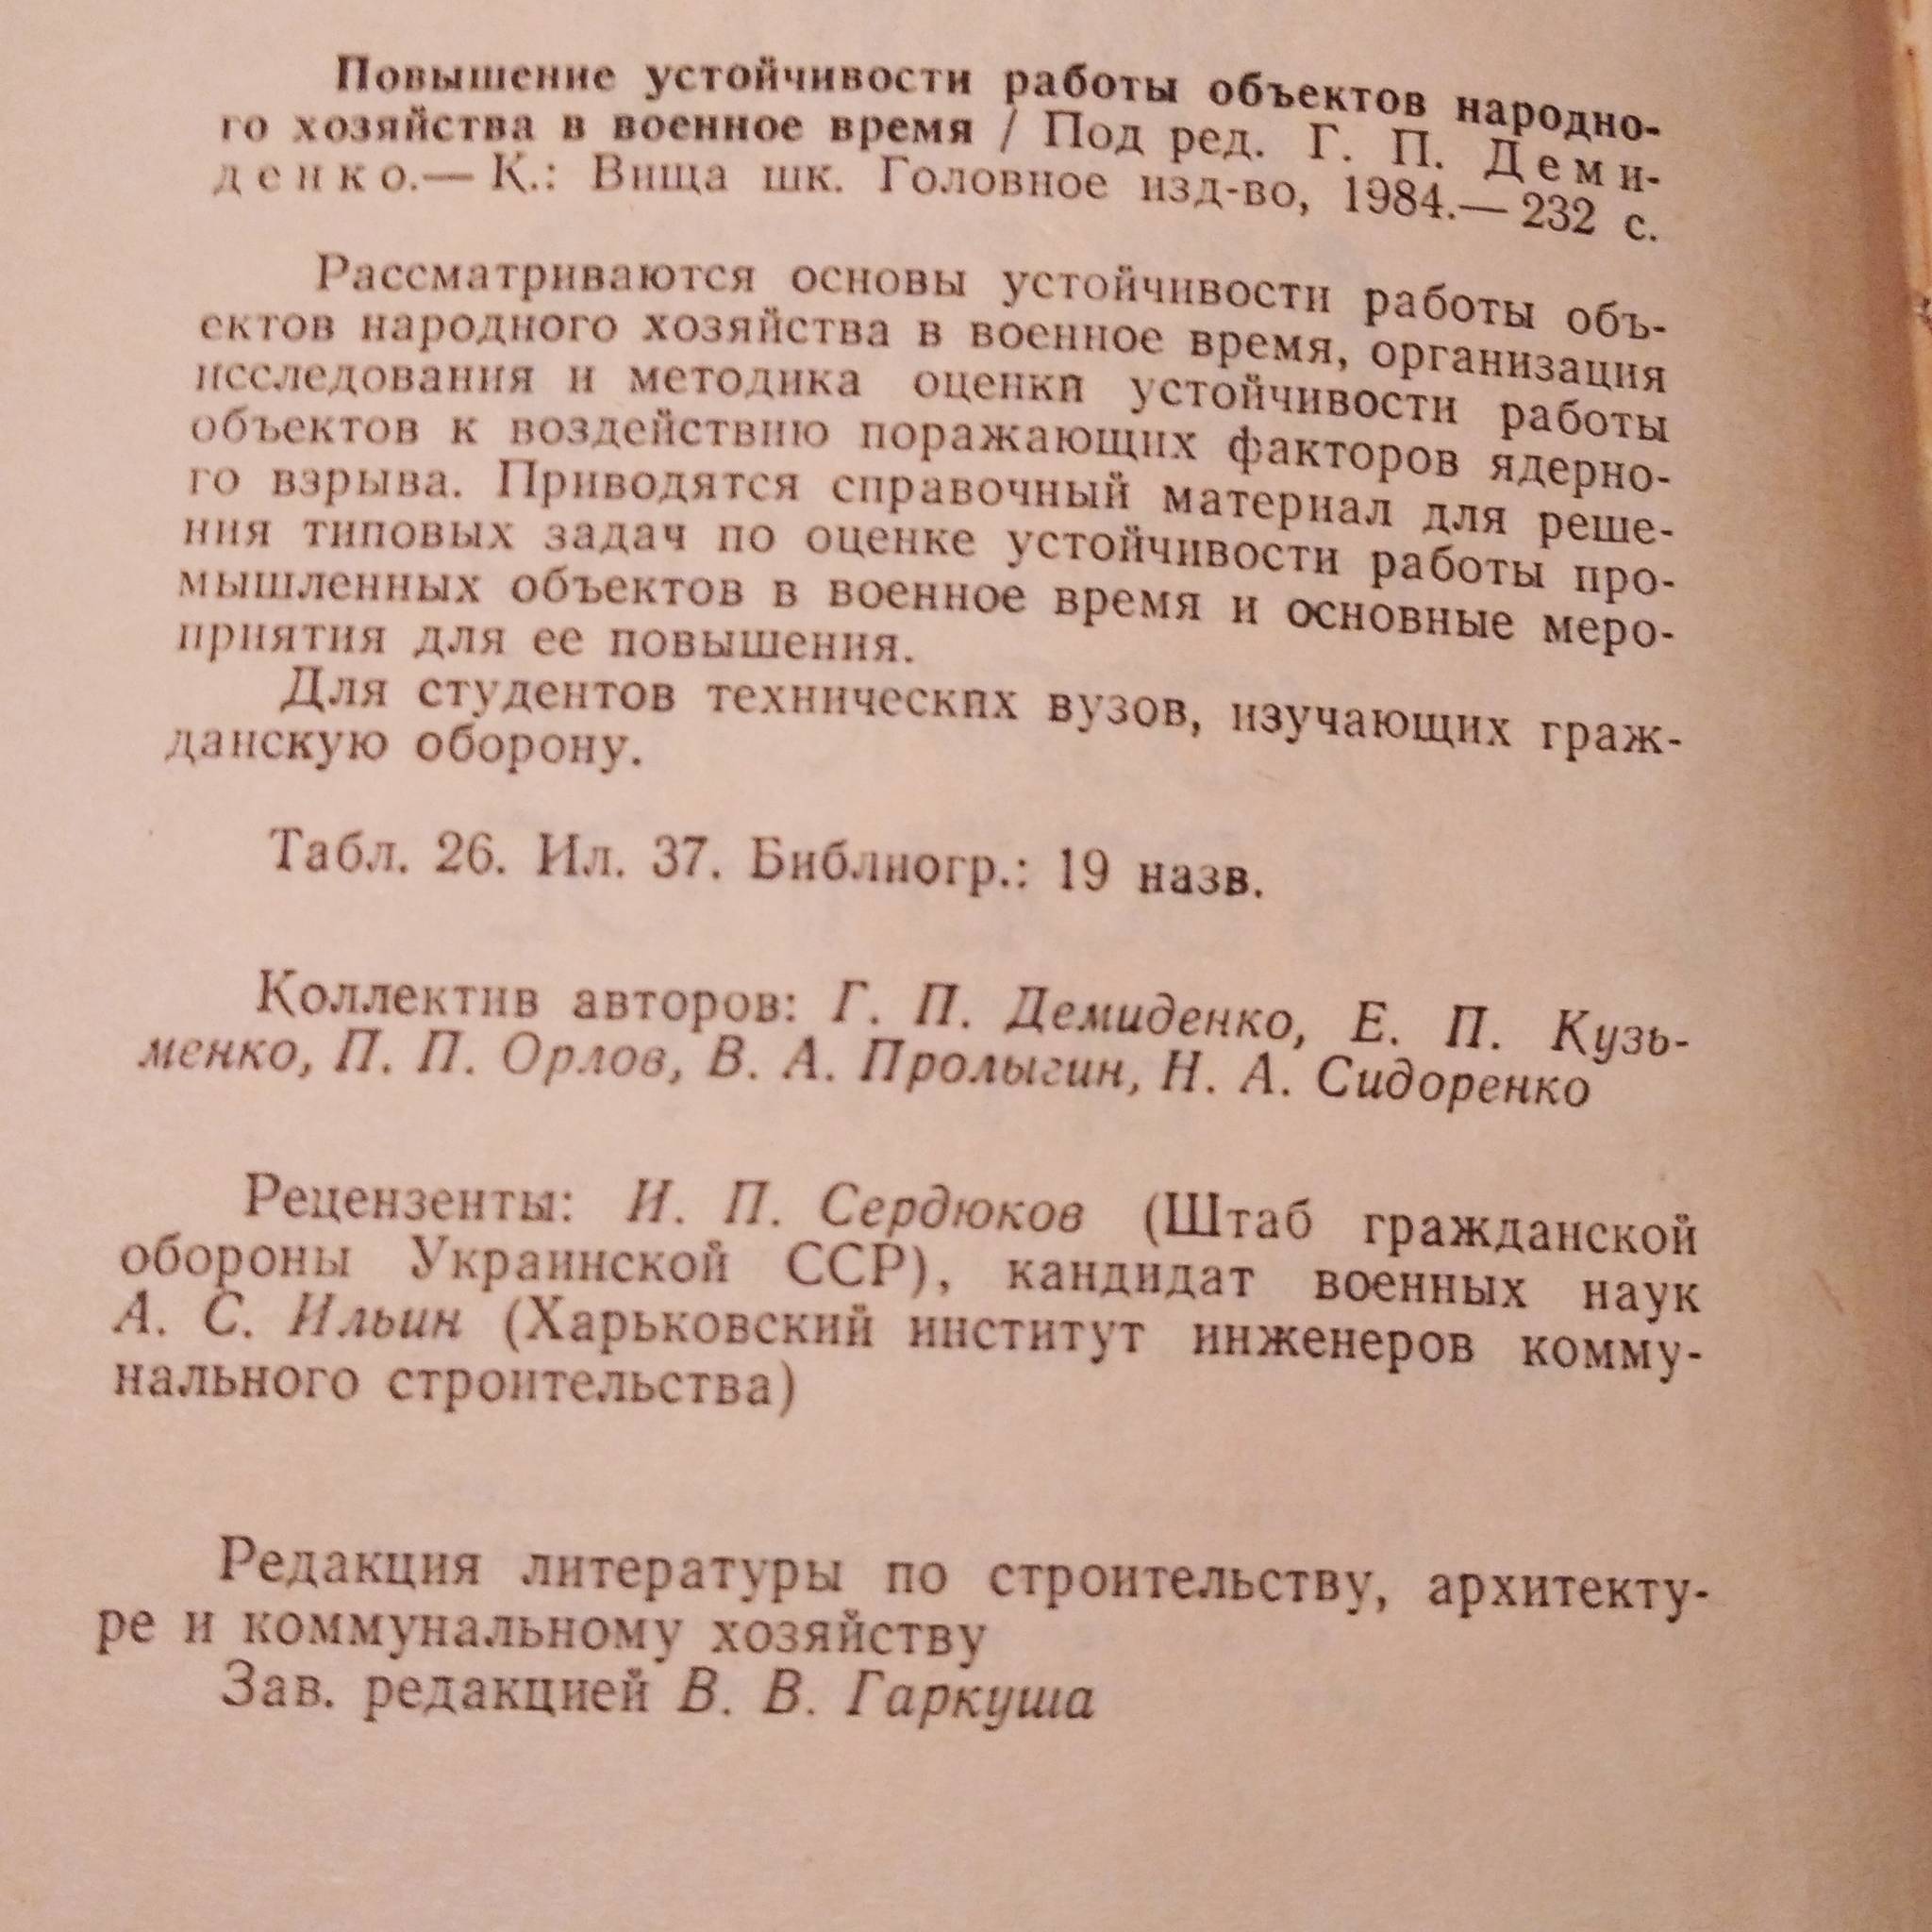 Повышение устойчивости работы объектов народно-
го хозяйства в военное время / Под ред. Г. П. Деми-
денко.— К.: Вища шк. Головное изд-во, 1984.— 232 с.
Рассматриваются основы устойчивости работы объ-
ектов народного хозяйства в военное время, организация
исследования и методика оценки устойчивости работы
объектов к воздействию поражающих факторов ядерно-
го взрыва. Приводятся справочный материал для реше-
ния типовых задач по оценке устойчивости работы про-
мышленных объектов в военное время и основные меро-
приятия для ее повышения.
Для студентов технических вузов, изучающих граж-
данскую оборону.
Табл. 26. Ил. 37. Библиогр.: 19 назв.
Коллектив авторов: Г. П. Демиденко, Е. П. Кузь-
менко, П. П. Орлов, В. А. Пролыгин, Н. А. Сидоренко
Рецензенты: И. П. Сердюков (Штаб гражданской
обороны Украинской ССР), кандидат военных наук
А. С. Ильин (Харьковский институт инженеров комму-
нального строительства)
Редакция литературы по строительству, архитекту-
ре и коммунальному хозяйству
Зав. редакцией В. В. Гаркуша